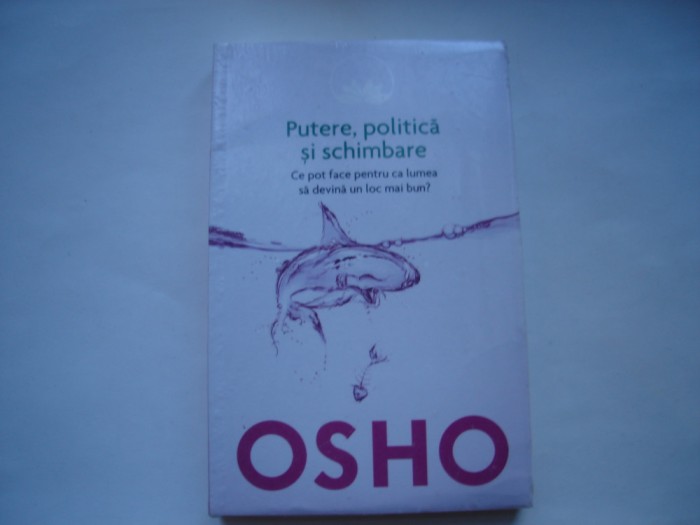 Putere, politică
și schimbare
Ce pot face pentru ca lumea
să devină un loc mai bun?
OSHO